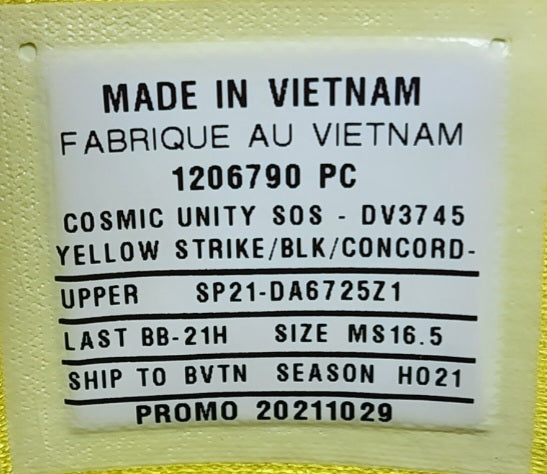 MADE IN VIETNAM
FABRIQUE AU VIETNAM
1206790 PC
COSMIC UNITY SOS - DV3745
YELLOW STRIKE/BLK/CONCORD-
UPPER SP21-DA6725Z1
LAST BB-21H SIZE MS16.5
SHIP TO BVTN SEASON HO21
PROMO 20211029